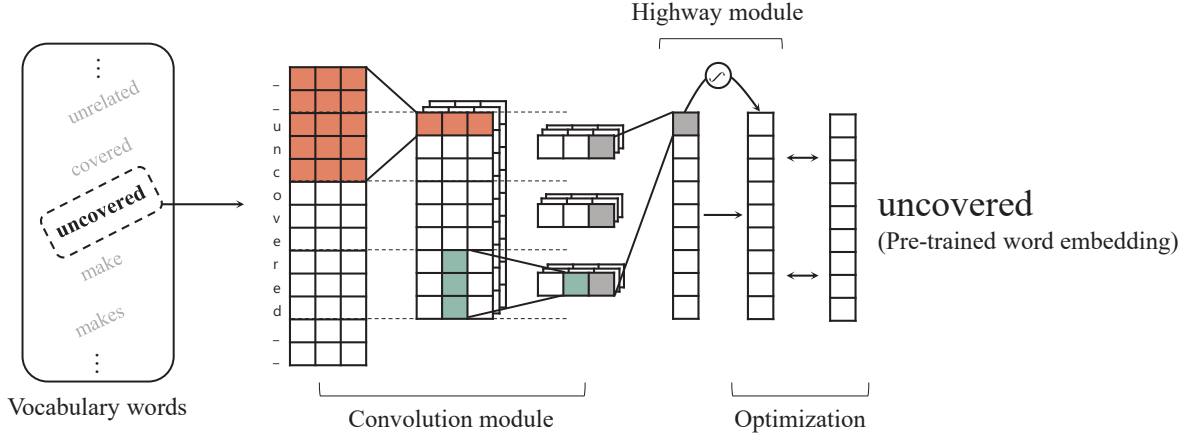 Highway module
⋮
unrelated
covered
uncovered
make
makes
⋮
Vocabulary words
_
_
u
n
c
o
v
e
r
e
d
_
_
Convolution module
Optimization
uncovered
(Pre-trained word embedding)